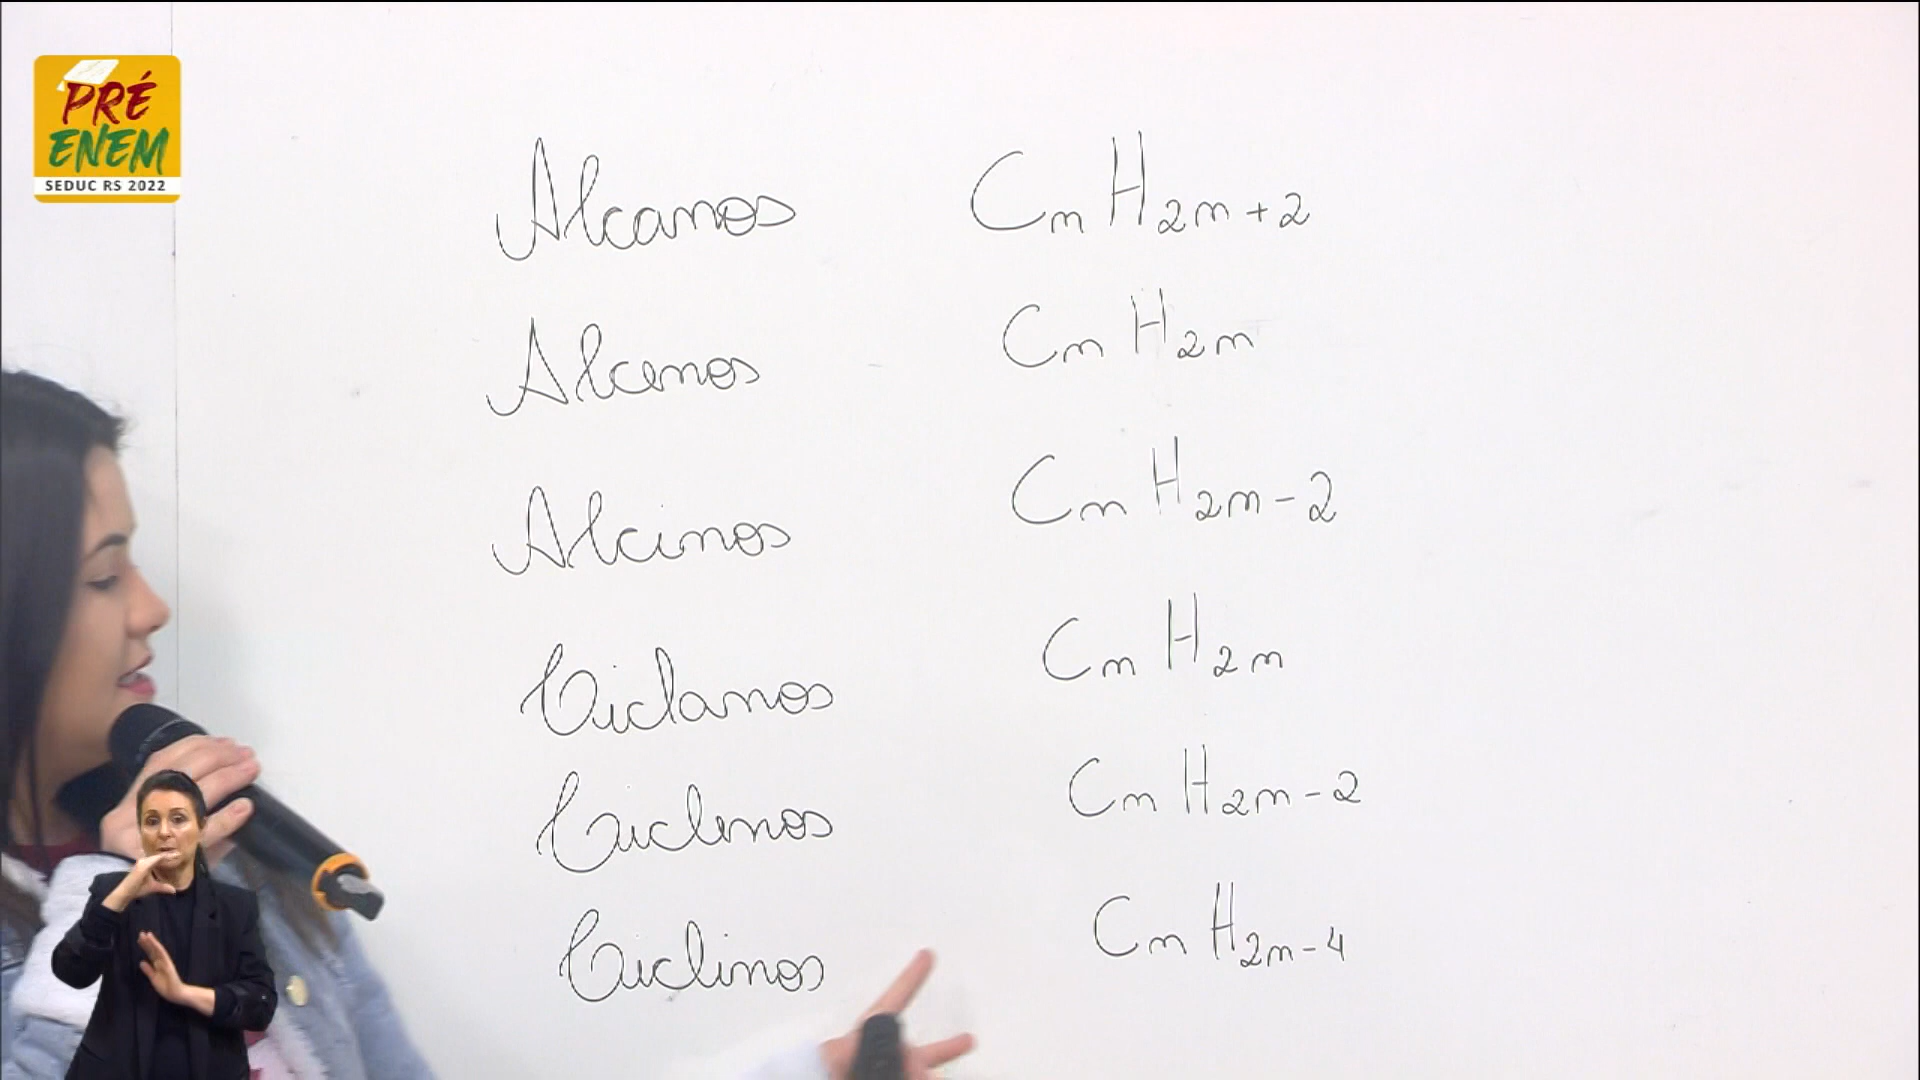 PRÉ
ENEM
SEDUC RS 2022
Alcanos CnH2n+2
Alcenos CnH2n
Alcinos CnH2n-2
Ciclanos CnH2n
Ciclenos CnH2n-2
Ciclinos CnH2n-4